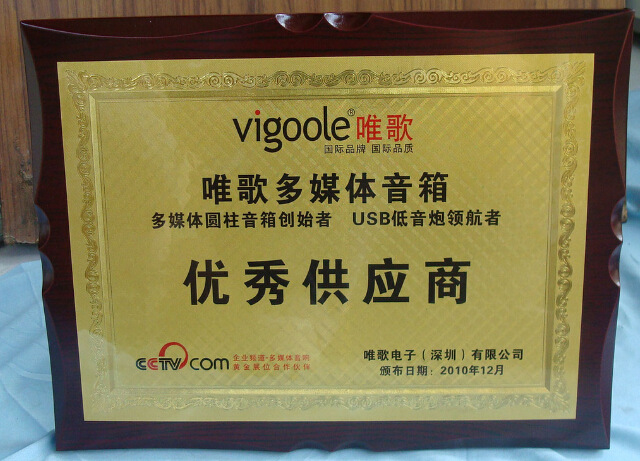 vigoole®唯歌
国际品牌 国际品质
唯歌多媒体音箱
多媒体圆柱音箱创始者 USB低音炮领航者
优秀供应商
CCTV.com
企业频道·多媒体音响
黄金展位合作伙伴
唯歌电子（深圳）有限公司
颁布日期：2010年12月